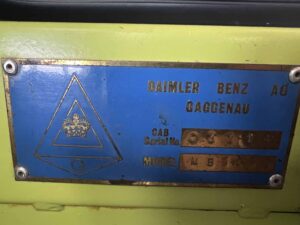 DAIMLER BENZ AG
GAGGENAU
CAB
Serial No.
MODEL